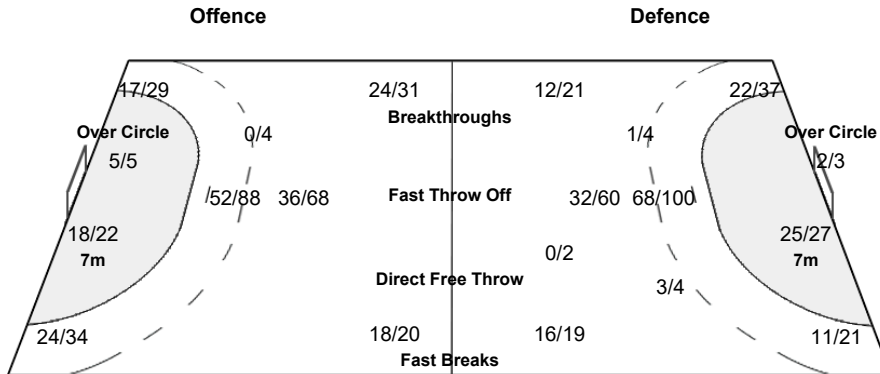 Offence Defence
17/29 24/31 12/21 22/37
Breakthroughs
Over Circle 0/4 1/4 Over Circle
5/5 2/3
52/88 36/68 Fast Throw Off 32/60 68/100
18/22 25/27
0/2
7m 7m
Direct Free Throw
3/4
24/34 18/20 16/19 11/21
Fast Breaks